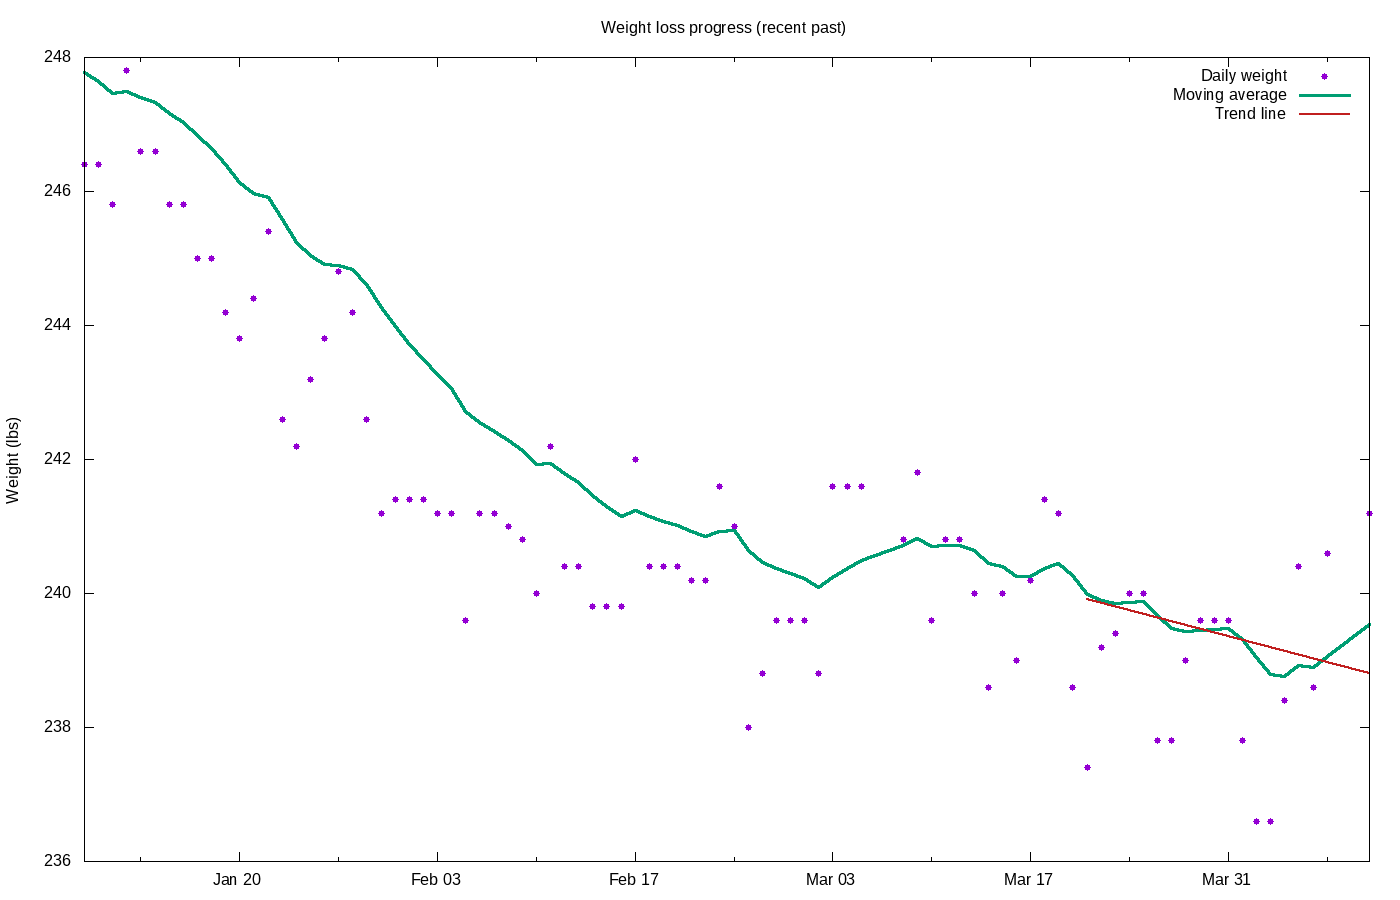 Weight loss progress (recent past)
Daily weight
Moving average
Trend line
Weight (lbs)
248
246
244
242
240
238
236
Jan 20
Feb 03
Feb 17
Mar 03
Mar 17
Mar 31